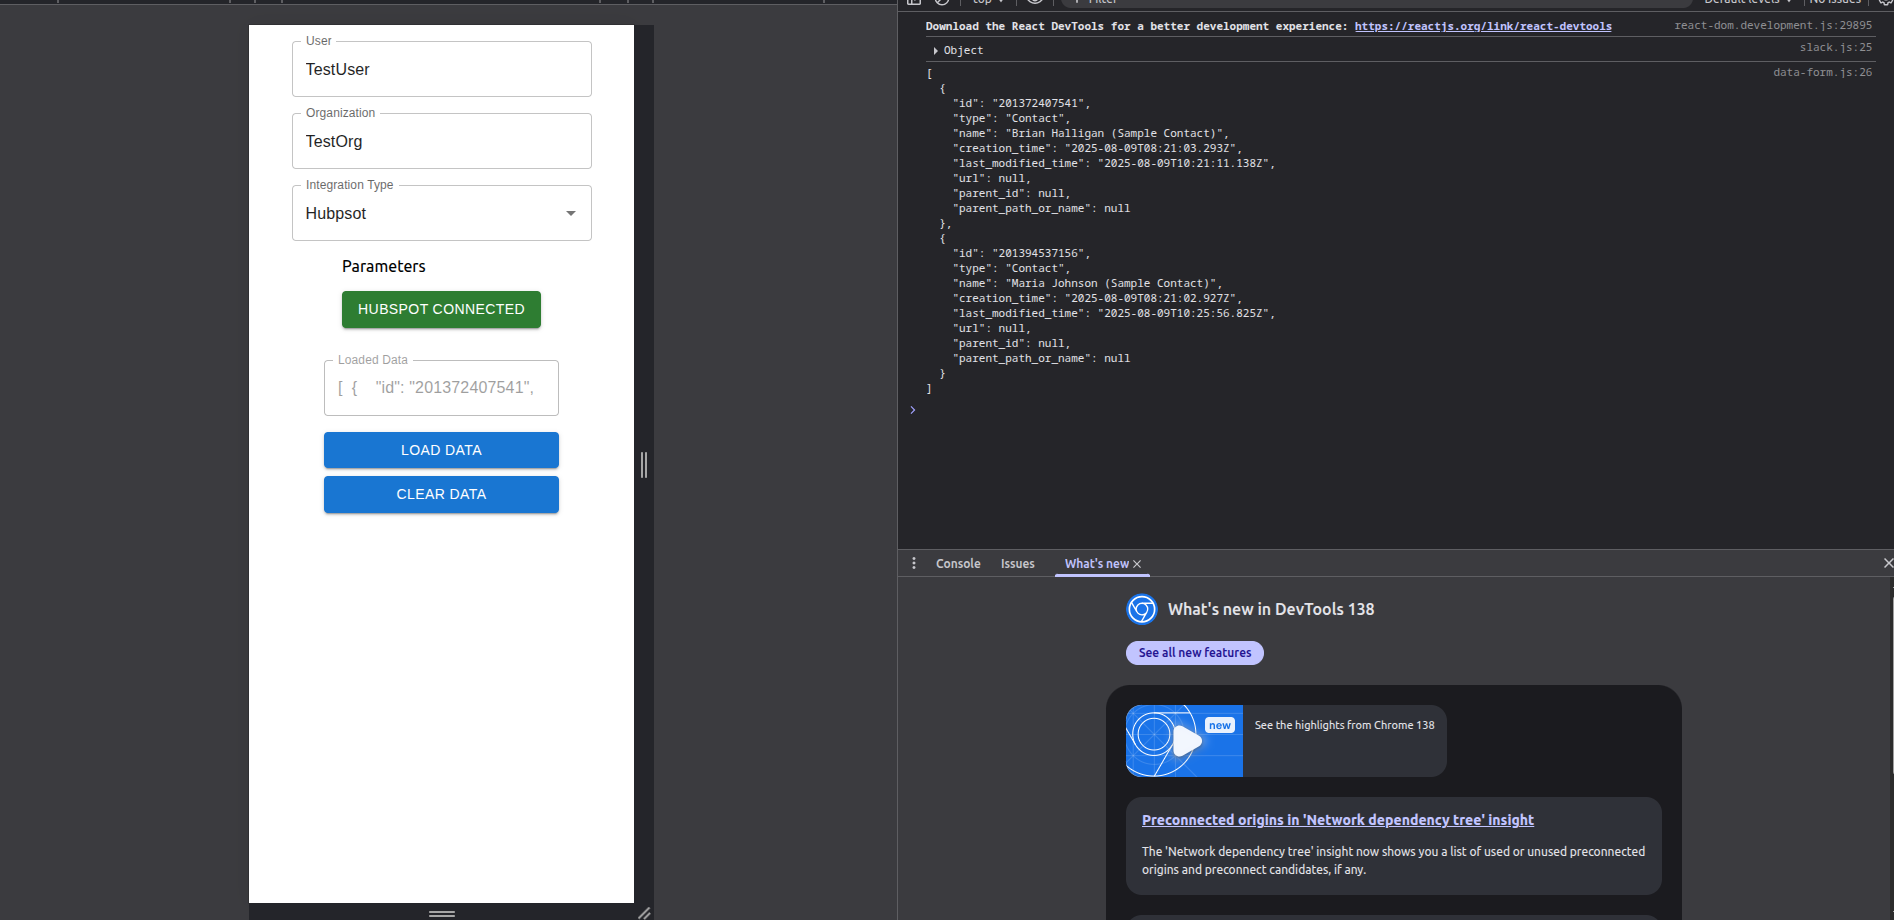 User
TestUser
Organization
TestOrg
Integration Type
Hubpsot
Parameters
HUBSPOT CONNECTED
Loaded Data
[  {    "id": "201372407541",
LOAD DATA
CLEAR DATA
top
Filter
Default levels
No Issues
Download the React DevTools for a better development experience: https://reactjs.org/link/react-devtools react-dom.development.js:29895
Object slack.js:25
[ data-form.js:26
  {
    "id": "201372407541",
    "type": "Contact",
    "name": "Brian Halligan (Sample Contact)",
    "creation_time": "2025-08-09T08:21:03.293Z",
    "last_modified_time": "2025-08-09T10:21:11.138Z",
    "url": null,
    "parent_id": null,
    "parent_path_or_name": null
  },
  {
    "id": "201394537156",
    "type": "Contact",
    "name": "Maria Johnson (Sample Contact)",
    "creation_time": "2025-08-09T08:21:02.927Z",
    "last_modified_time": "2025-08-09T10:25:56.825Z",
    "url": null,
    "parent_id": null,
    "parent_path_or_name": null
  }
]
Console Issues What's new
What's new in DevTools 138
See all new features
new
See the highlights from Chrome 138
Preconnected origins in 'Network dependency tree' insight
The 'Network dependency tree' insight now shows you a list of used or unused preconnected
origins and preconnect candidates, if any.